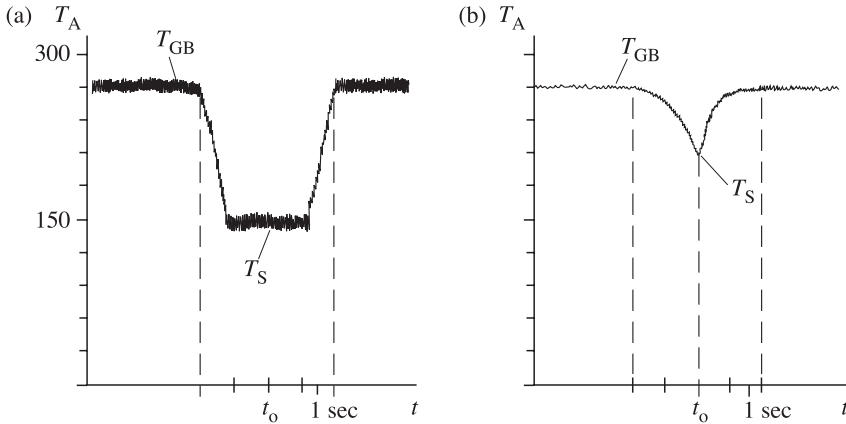 (a) T_A
300
T_GB
150
T_S
t_o 1 sec t
(b) T_A
T_GB
T_S
t_o 1 sec t